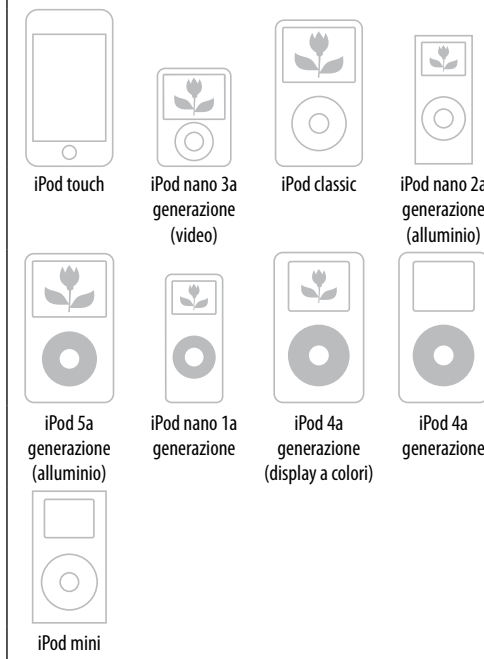 iPod touch
iPod nano 3a
generazione
(video)
iPod classic
iPod nano 2a
generazione
(alluminio)
iPod 5a
generazione
(alluminio)
iPod nano 1a
generazione
iPod 4a
generazione
(display a colori)
iPod 4a
generazione
iPod mini